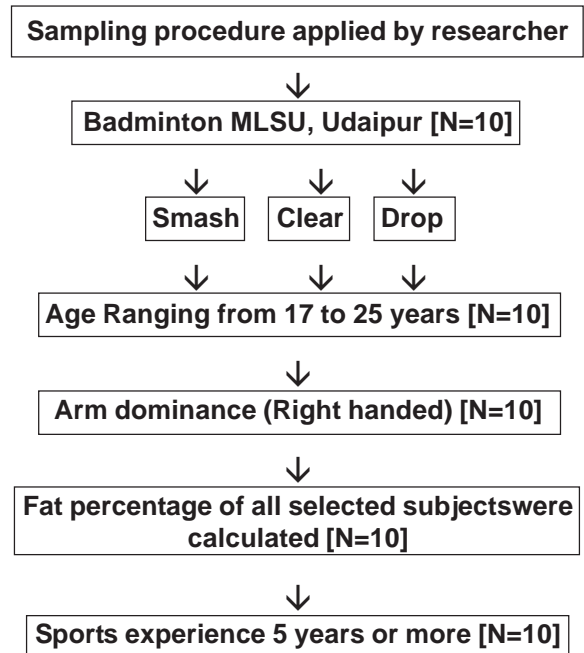 Sampling procedure applied by researcher
Badminton MLSU, Udaipur [N=10]
Smash Clear Drop
Age Ranging from 17 to 25 years [N=10]
Arm dominance (Right handed) [N=10]
Fat percentage of all selected subjectswere
calculated [N=10]
Sports experience 5 years or more [N=10]